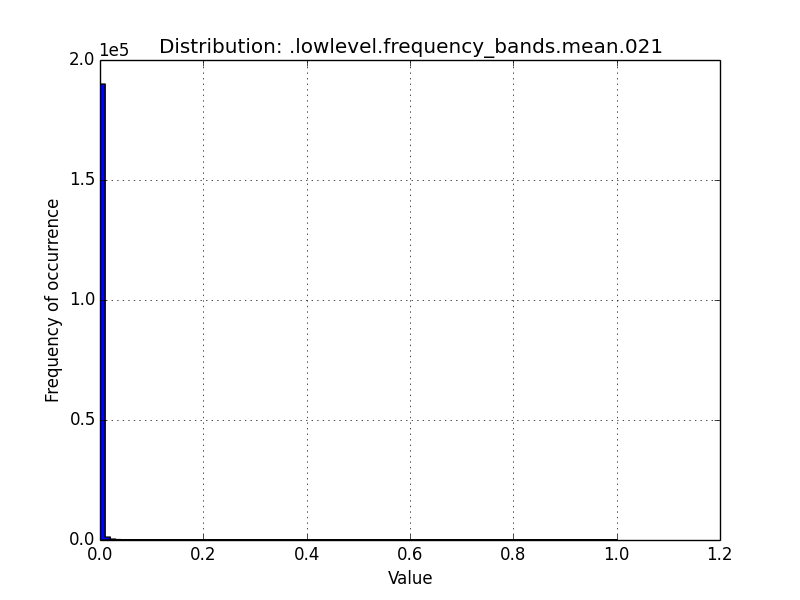 Distribution: .lowlevel.frequency_bands.mean.021
1e5
2.0
1.5
1.0
0.5
0.0
Frequency of occurrence
0.0 0.2 0.4 0.6 0.8 1.0 1.2
Value